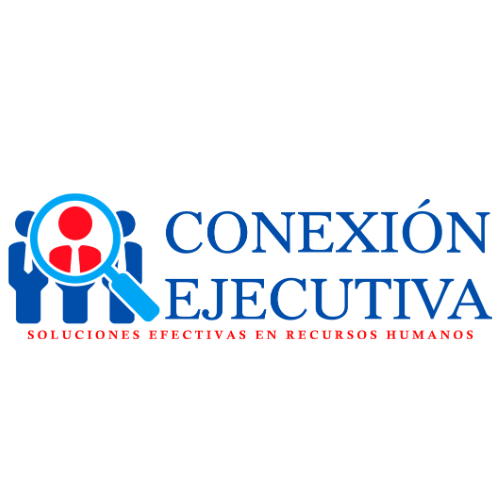 CONEXIÓN
EJECUTIVA
SOLUCIONES EFECTIVAS EN RECURSOS HUMANOS